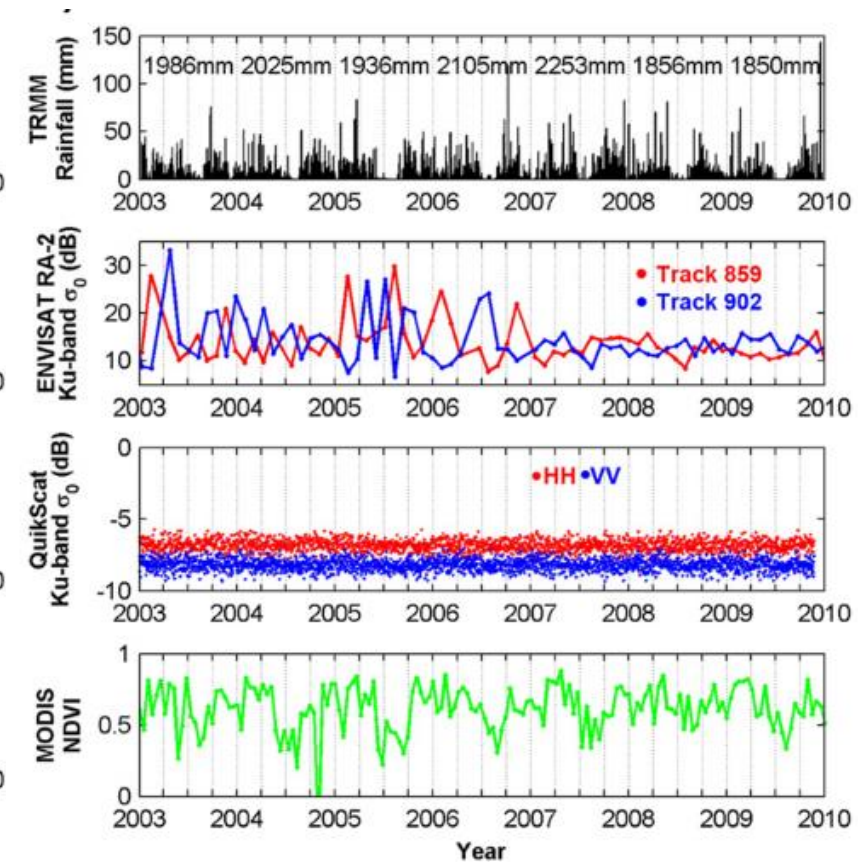 TRMM
Rainfall (mm)
150
100
50
0
1986mm 2025mm 1936mm 2105mm 2253mm 1856mm 1850mm
2003 2004 2005 2006 2007 2008 2009 2010
ENVISAT RA-2
Ku-band σ0 (dB)
30
20
10
Track 859
Track 902
2003 2004 2005 2006 2007 2008 2009 2010
QuikScat
Ku-band σ0 (dB)
0
-5
-10
HH VV
2003 2004 2005 2006 2007 2008 2009 2010
MODIS
NDVI
1
0.5
0
2003 2004 2005 2006 2007 2008 2009 2010
Year